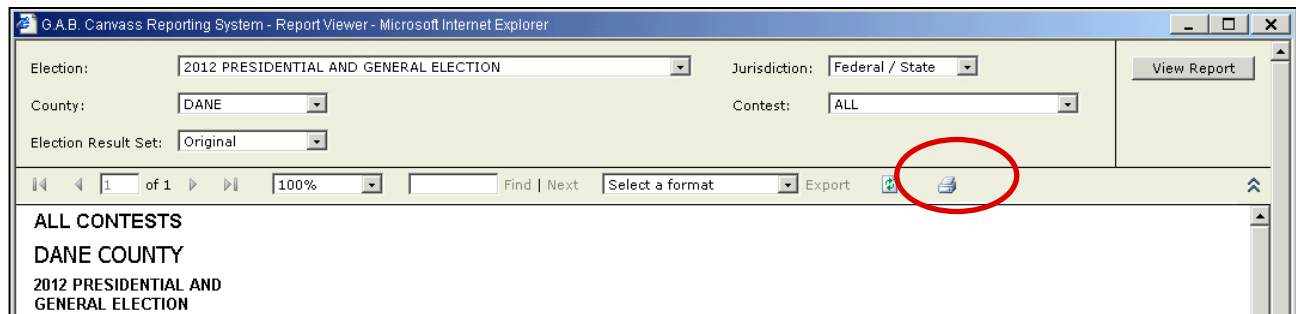 G.A.B. Canvass Reporting System - Report Viewer - Microsoft Internet Explorer
Election: 2012 PRESIDENTIAL AND GENERAL ELECTION Jurisdiction: Federal / State View Report
County: DANE Contest: ALL
Election Result Set: Original
1 of 1 100% Find | Next Select a format Export
ALL CONTESTS
DANE COUNTY
2012 PRESIDENTIAL AND
GENERAL ELECTION